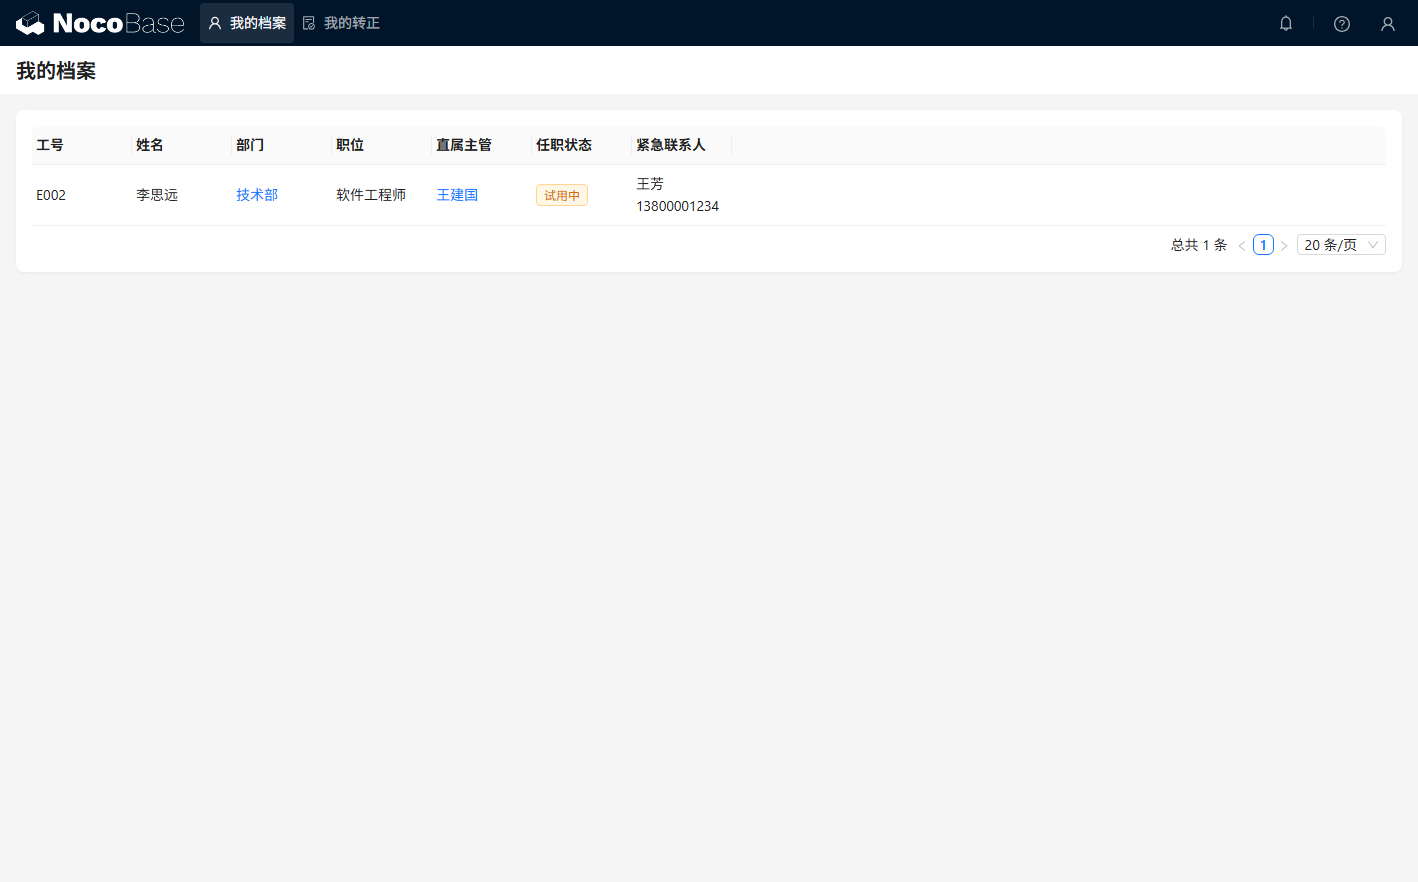 NocoBase 我的档案 我的转正
我的档案
工号 姓名 部门 职位 直属主管 任职状态 紧急联系人
E002 李思远 技术部 软件工程师 王建国 试用中 王芳
13800001234
总共 1 条 1 20 条/页